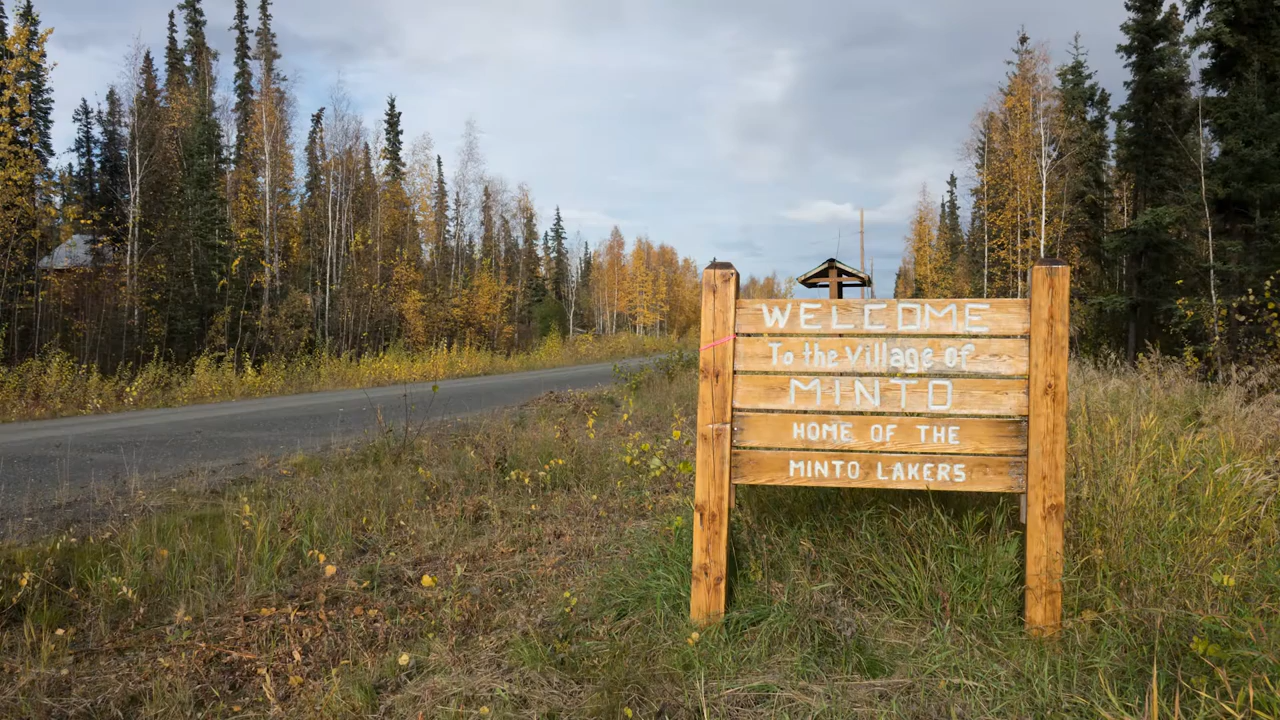 WELCOME
To the Village of
MINTO
HOME OF THE
MINTO LAKERS